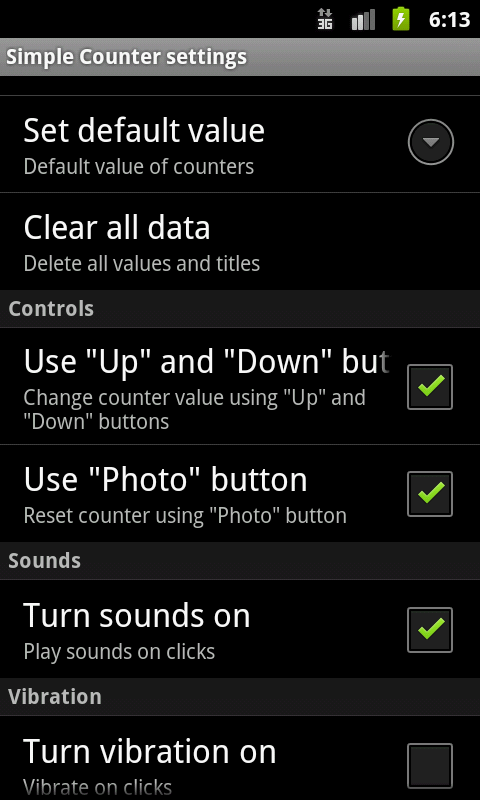 3G 6:13
Simple Counter settings
Set default value
Default value of counters
Clear all data
Delete all values and titles
Controls
Use "Up" and "Down" but
Change counter value using "Up" and
"Down" buttons
Use "Photo" button
Reset counter using "Photo" button
Sounds
Turn sounds on
Play sounds on clicks
Vibration
Turn vibration on
Vibrate on clicks